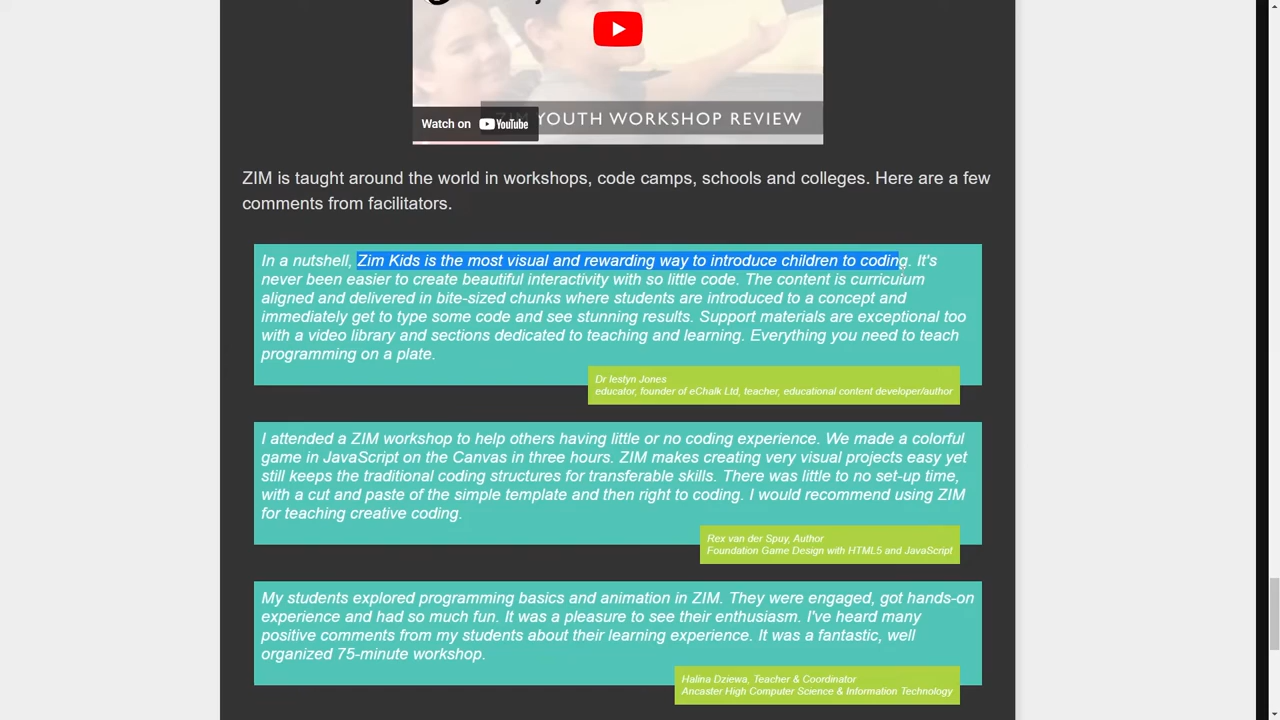 Watch on YouTube
YOUTH WORKSHOP REVIEW
ZIM is taught around the world in workshops, code camps, schools and colleges. Here are a few
comments from facilitators.
In a nutshell, Zim Kids is the most visual and rewarding way to introduce children to coding. It's
never been easier to create beautiful interactivity with so little code. The content is curriculum
aligned and delivered in bite-sized chunks where students are introduced to a concept and
immediately get to type some code and see stunning results. Support materials are exceptional too
with a video library and sections dedicated to teaching and learning. Everything you need to teach
programming on a plate.
Dr Iestyn Jones
educator, founder of eChalk Ltd, teacher, educational content developer/author
I attended a ZIM workshop to help others having little or no coding experience. We made a colorful
game in JavaScript on the Canvas in three hours. ZIM makes creating very visual projects easy yet
still keeps the traditional coding structures for transferable skills. There was little to no set-up time,
with a cut and paste of the simple template and then right to coding. I would recommend using ZIM
for teaching creative coding.
Rex van der Spuy, Author
Foundation Game Design with HTML5 and JavaScript
My students explored programming basics and animation in ZIM. They were engaged, got hands-on
experience and had so much fun. It was a pleasure to see their enthusiasm. I've heard many
positive comments from my students about their learning experience. It was a fantastic, well
organized 75-minute workshop.
Halina Dziewa, Teacher & Coordinator
Ancaster High Computer Science & Information Technology